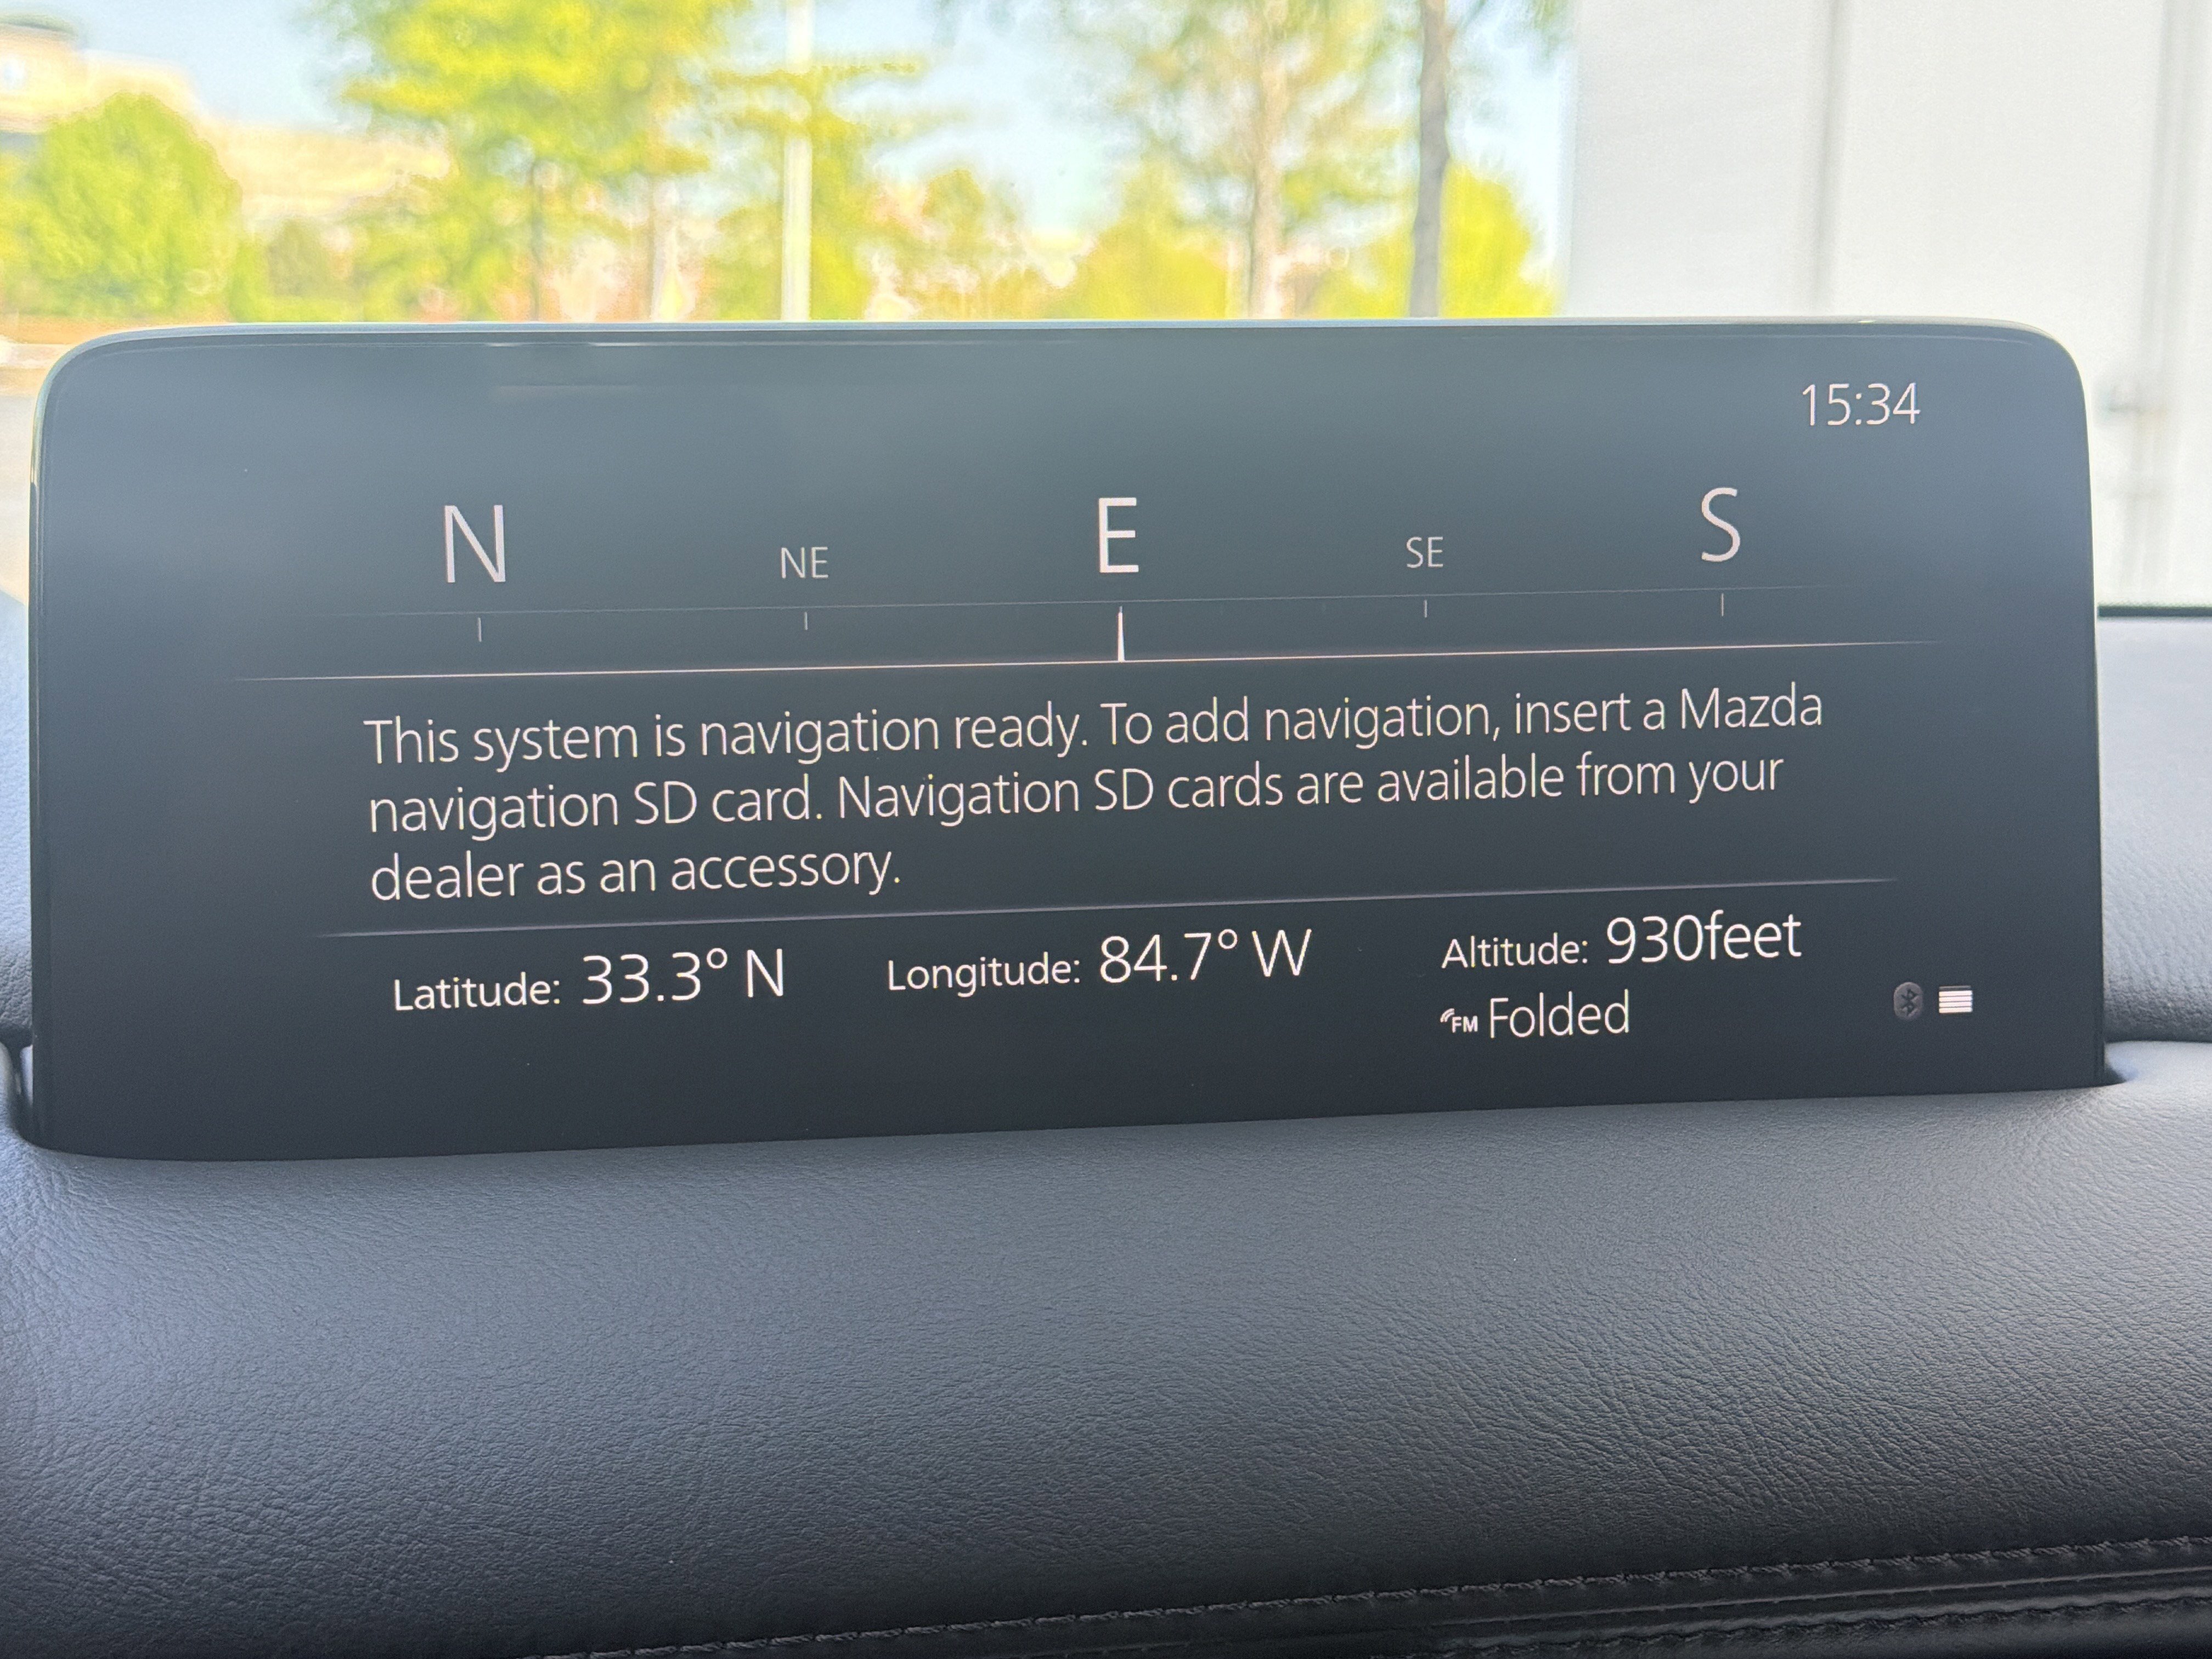 15:34
N NE E SE S
This system is navigation ready. To add navigation, insert a Mazda
navigation SD card. Navigation SD cards are available from your
dealer as an accessory.
Latitude: 33.3° N Longitude: 84.7° W Altitude: 930feet
FM Folded